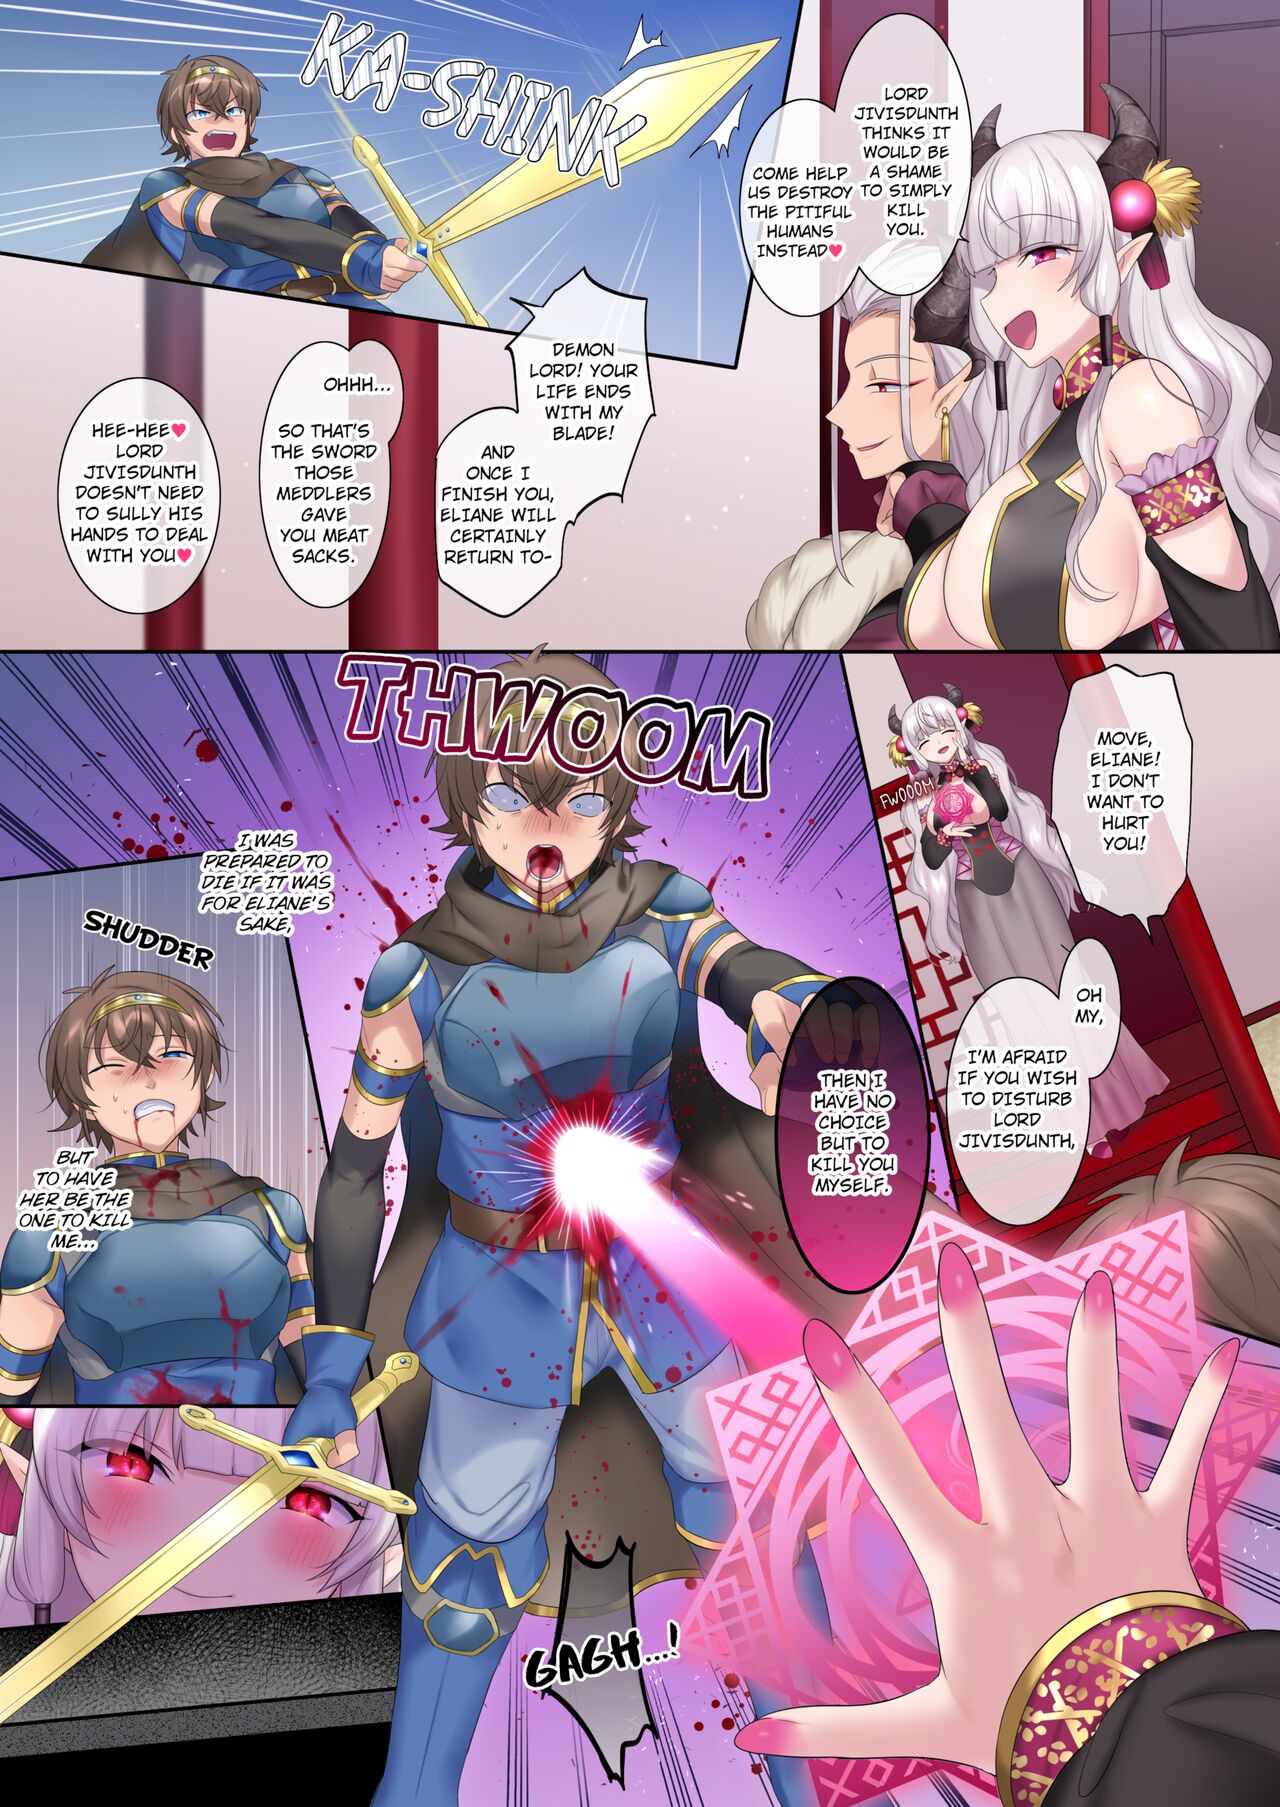 LORD
JIVISDUNTH
THINKS IT
WOULD BE
A SHAME
TO SIMPLY
KILL
YOU.
COME HELP
US DESTROY
THE PITIFUL
HUMANS
INSTEAD♥
KA-SHINK
DEMON
LORD! YOUR
LIFE ENDS
WITH MY
BLADE!
AND
ONCE I
FINISH YOU,
ELIANE WILL
CERTAINLY
RETURN TO-
OHHH...
SO THAT'S
THE SWORD
THOSE
MEDDLERS
GAVE
YOU MEAT
SACKS.
HEE-HEE♥
LORD
JIVISDUNTH
DOESN'T NEED
TO SULLY HIS
HANDS TO DEAL
WITH YOU♥
MOVE,
ELIANE!
I DON'T
WANT TO
HURT
YOU!
FWOOOM
OH
MY,
I'M AFRAID
IF YOU WISH
TO DISTURB
LORD
JIVISDUNTH,
THWOOM
THEN I
HAVE NO
CHOICE
BUT TO
KILL YOU
MYSELF.
GAGH...!
I WAS
PREPARED TO
DIE IF IT WAS
FOR ELIANE'S
SAKE,
SHUDDER
BUT
TO HAVE
HER BE THE
ONE TO KILL
ME...